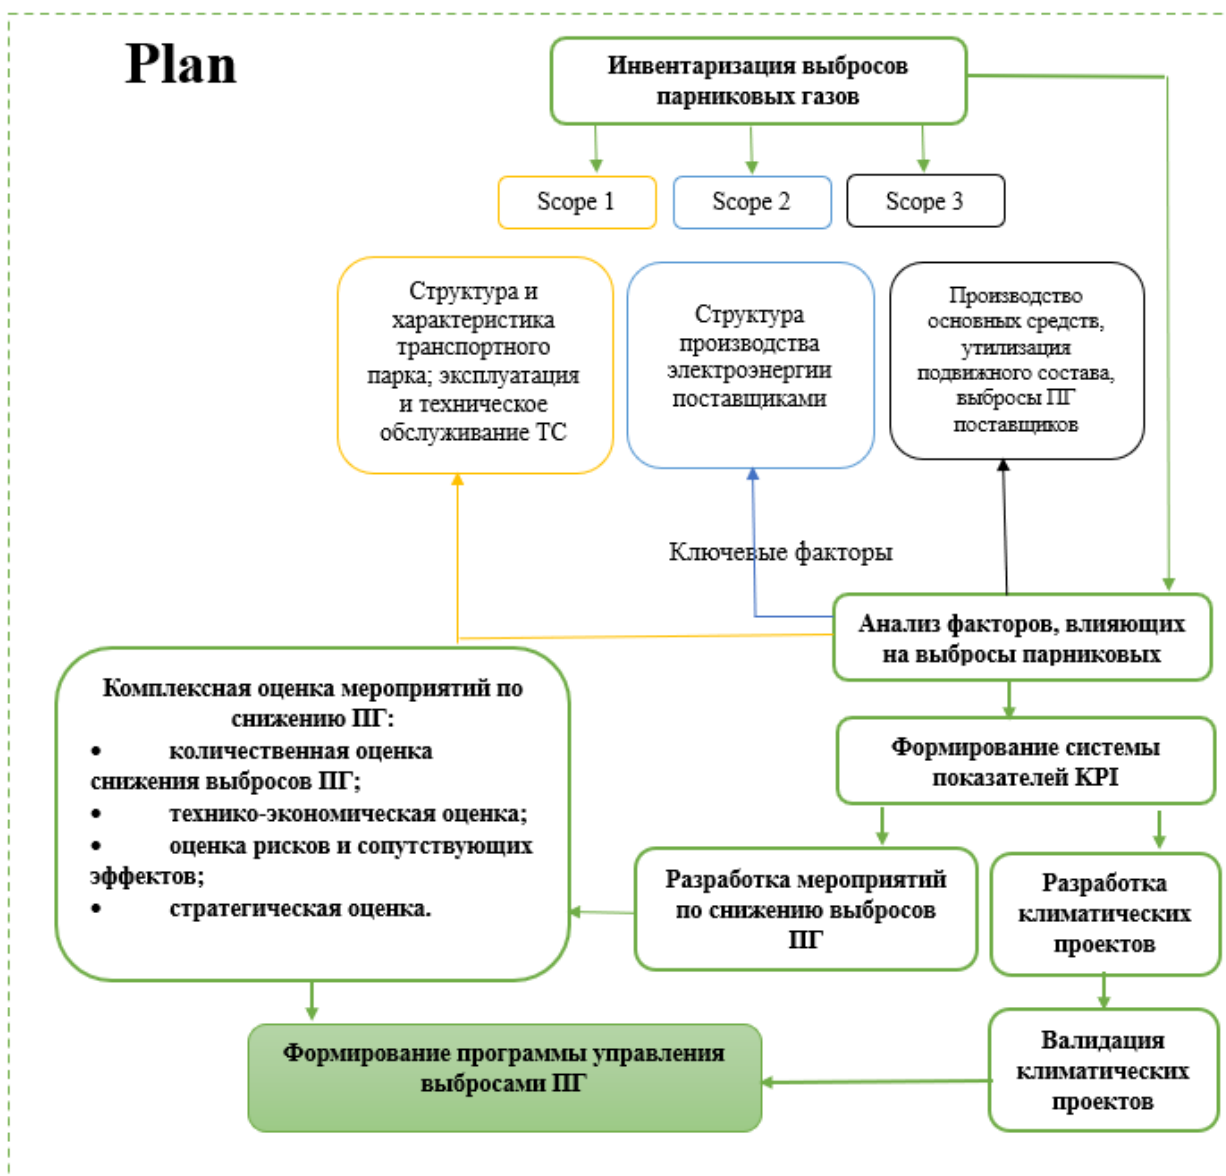 Plan
Инвентаризация выбросов
парниковых газов
Scope 1
Scope 2
Scope 3
Структура и
характеристика
транспортного
парка; эксплуатация
и техническое
обслуживание ТС
Структура
производства
электроэнергии
поставщиками
Производство
основных средств,
утилизация
подвижного состава,
выбросы ПГ
поставщиков
Ключевые факторы
Анализ факторов, влияющих
на выбросы парниковых
Формирование системы
показателей KPI
Комплексная оценка мероприятий по
снижению ПГ:
• количественная оценка
снижения выбросов ПГ;
• технико-экономическая оценка;
• оценка рисков и сопутствующих
эффектов;
• стратегическая оценка.
Разработка мероприятий
по снижению выбросов
ПГ
Разработка
климатических
проектов
Валидация
климатических
проектов
Формирование программы управления
выбросами ПГ